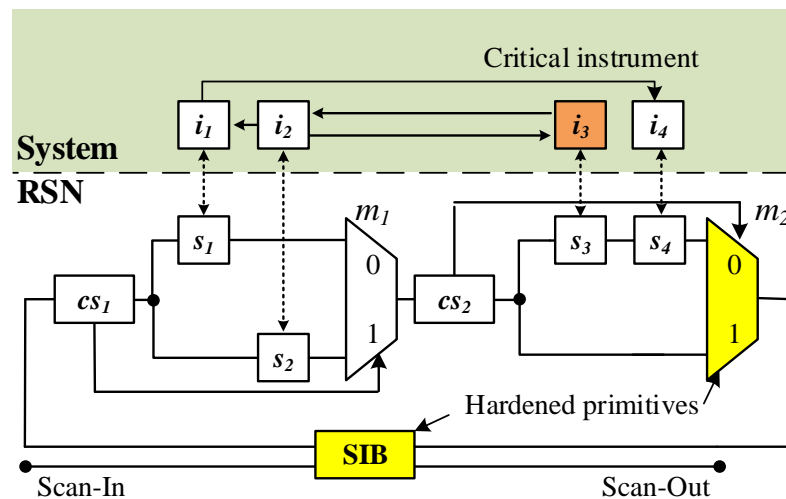 Critical instrument
i1 i2 i3 i4
System
RSN
m1 m2
s1 s3 s4
0 0
cs1 cs2
1 1
s2
Hardened primitives
SIB
Scan-In Scan-Out